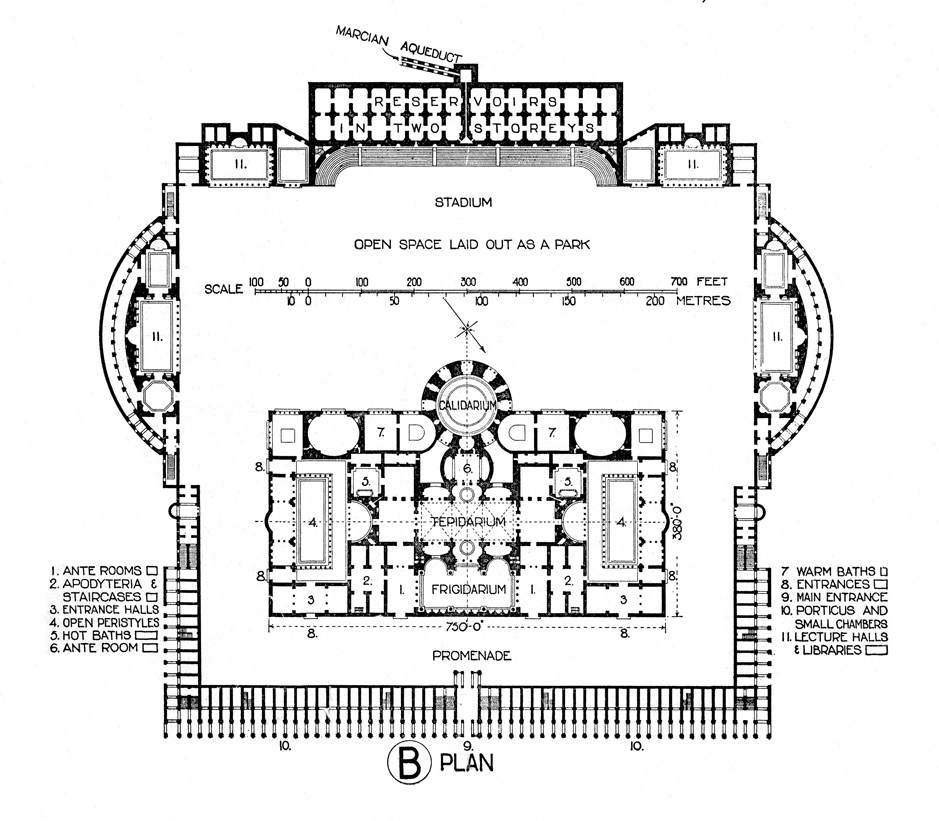 MARCIAN AQUEDUCT
RESERVOIRS
IN TWO STOREYS
11.
11.
STADIUM
OPEN SPACE LAID OUT AS A PARK
SCALE 100 50 0 100 200 300 400 500 600 700 FEET
10 0 50 100 150 200 METRES
11.
11.
CALIDARIUM
7.
7.
8.
6.
8.
5.
5.
4.
TEPIDARIUM
4.
380'-0"
8.
8.
2.
1.
FRIGIDARIUM
1.
2.
3.
3
8.
750'-0"
8.
1. ANTE ROOMS
2. APODYTERIA &
STAIRCASES
3. ENTRANCE HALLS
4. OPEN PERISTYLES
5. HOT BATHS
6. ANTE ROOM
7 WARM BATHS
8. ENTRANCES
9. MAIN ENTRANCE
10. PORTICUS AND
SMALL CHAMBERS
11. LECTURE HALLS
& LIBRARIES
PROMENADE
10.
9.
10.
B PLAN